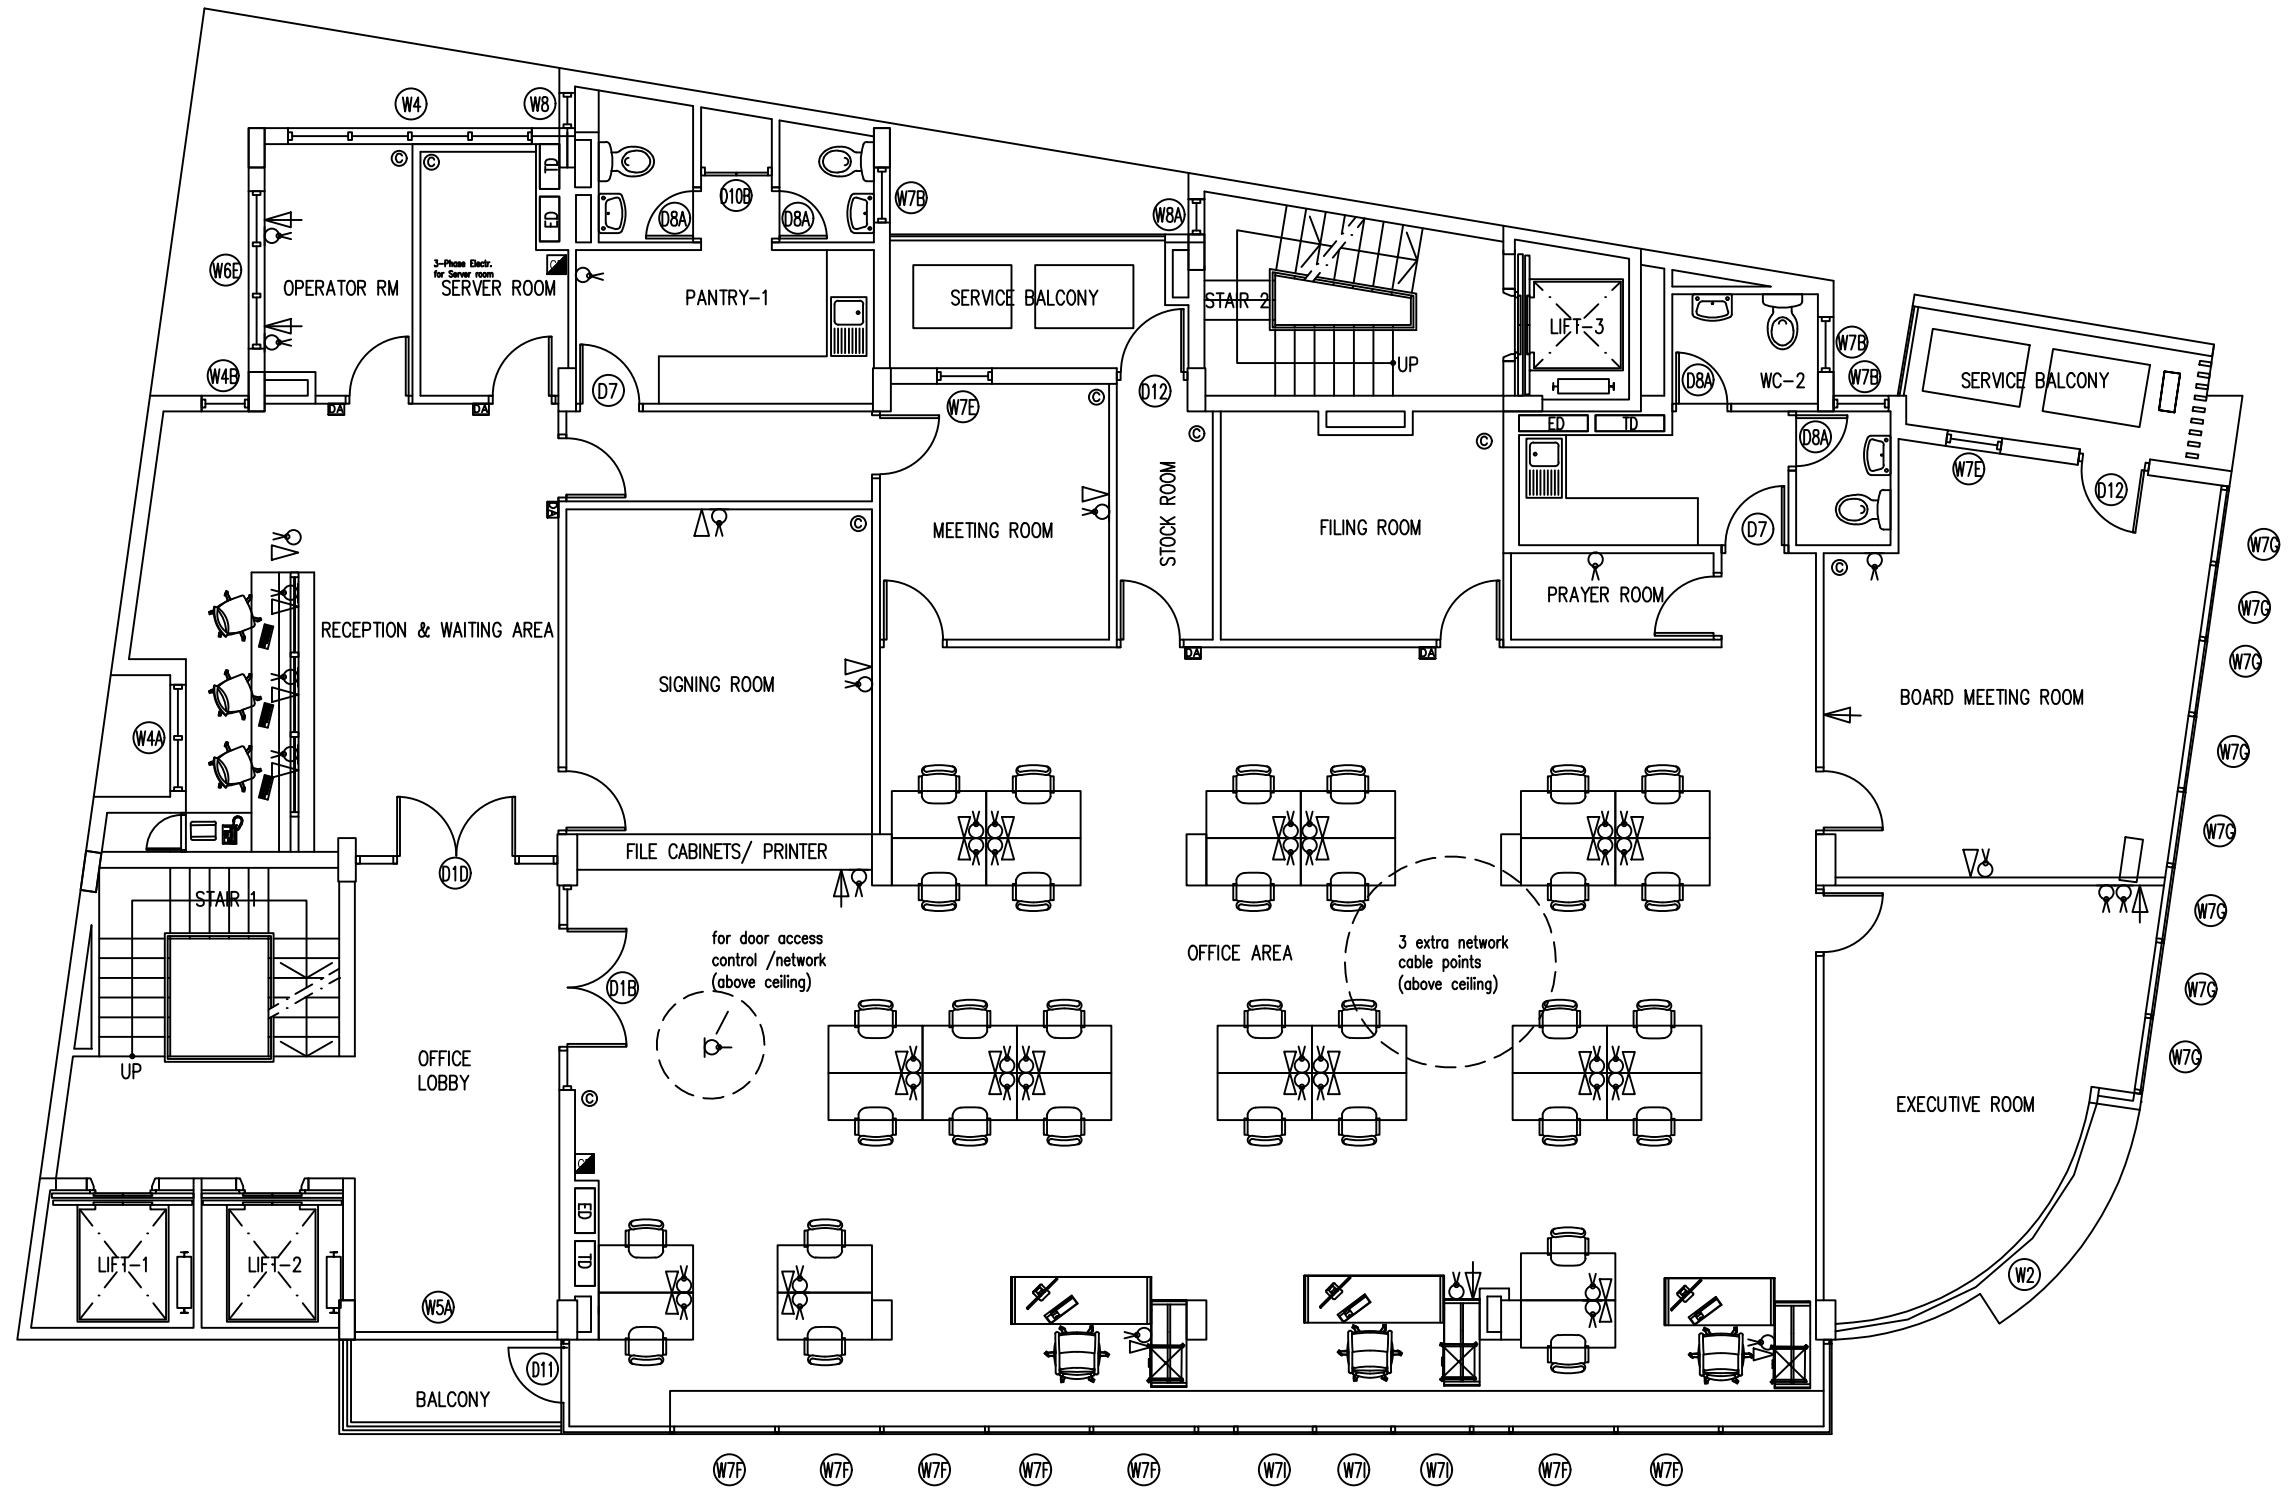 W4
W8
TD
D10B
W7B
D8A
D8A
ED
W8A
C
C
W6E
3-Phase Electr.
for Server room
OPERATOR RM
SERVER ROOM
PANTRY-1
SERVICE BALCONY
STAIR 2
LIFT-3
UP
W7B
W7B
W4B
D7
D12
W7E
C
D8A
WC-2
SERVICE BALCONY
DA
DA
ED
TD
C
C
D8A
W7E
D12
DA
C
MEETING ROOM
STOCK ROOM
FILING ROOM
D7
W7G
C
PRAYER ROOM
W7G
RECEPTION & WAITING AREA
DA
DA
W7G
SIGNING ROOM
BOARD MEETING ROOM
W4A
W7G
FILE CABINETS/ PRINTER
W7G
D1D
STAIR 1
W7G
for door access
control /network
(above ceiling)
OFFICE AREA
3 extra network
cable points
(above ceiling)
D1B
W7G
OFFICE
LOBBY
UP
W7G
C
EXECUTIVE ROOM
ED
TD
LIFT-1
LIFT-2
W2
W5A
D11
BALCONY
W7F
W7F
W7F
W7F
W7F
W7I
W7I
W7I
W7F
W7F